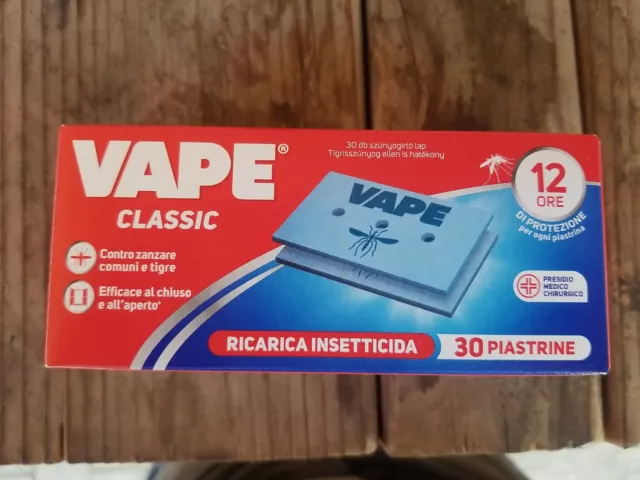 VAPE®
CLASSIC
Contro zanzare
comuni e tigre
Efficace al chiuso
e all'aperto*
30 db szúnyogirtó lap
Tigrisszúnyog ellen is hatékony
VAPE
12
ORE
DI PROTEZIONE
per ogni piastrina
PRESIDIO
MEDICO
CHIRURGICO
RICARICA INSETTICIDA
30 PIASTRINE